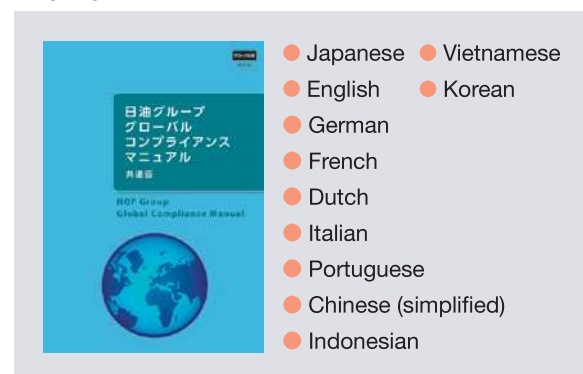 日油グループ
グローバル
コンプライアンス
マニュアル
共通版
NOF Group
Global Compliance Manual
Japanese
English
German
French
Dutch
Italian
Portuguese
Chinese (simplified)
Indonesian
Vietnamese
Korean